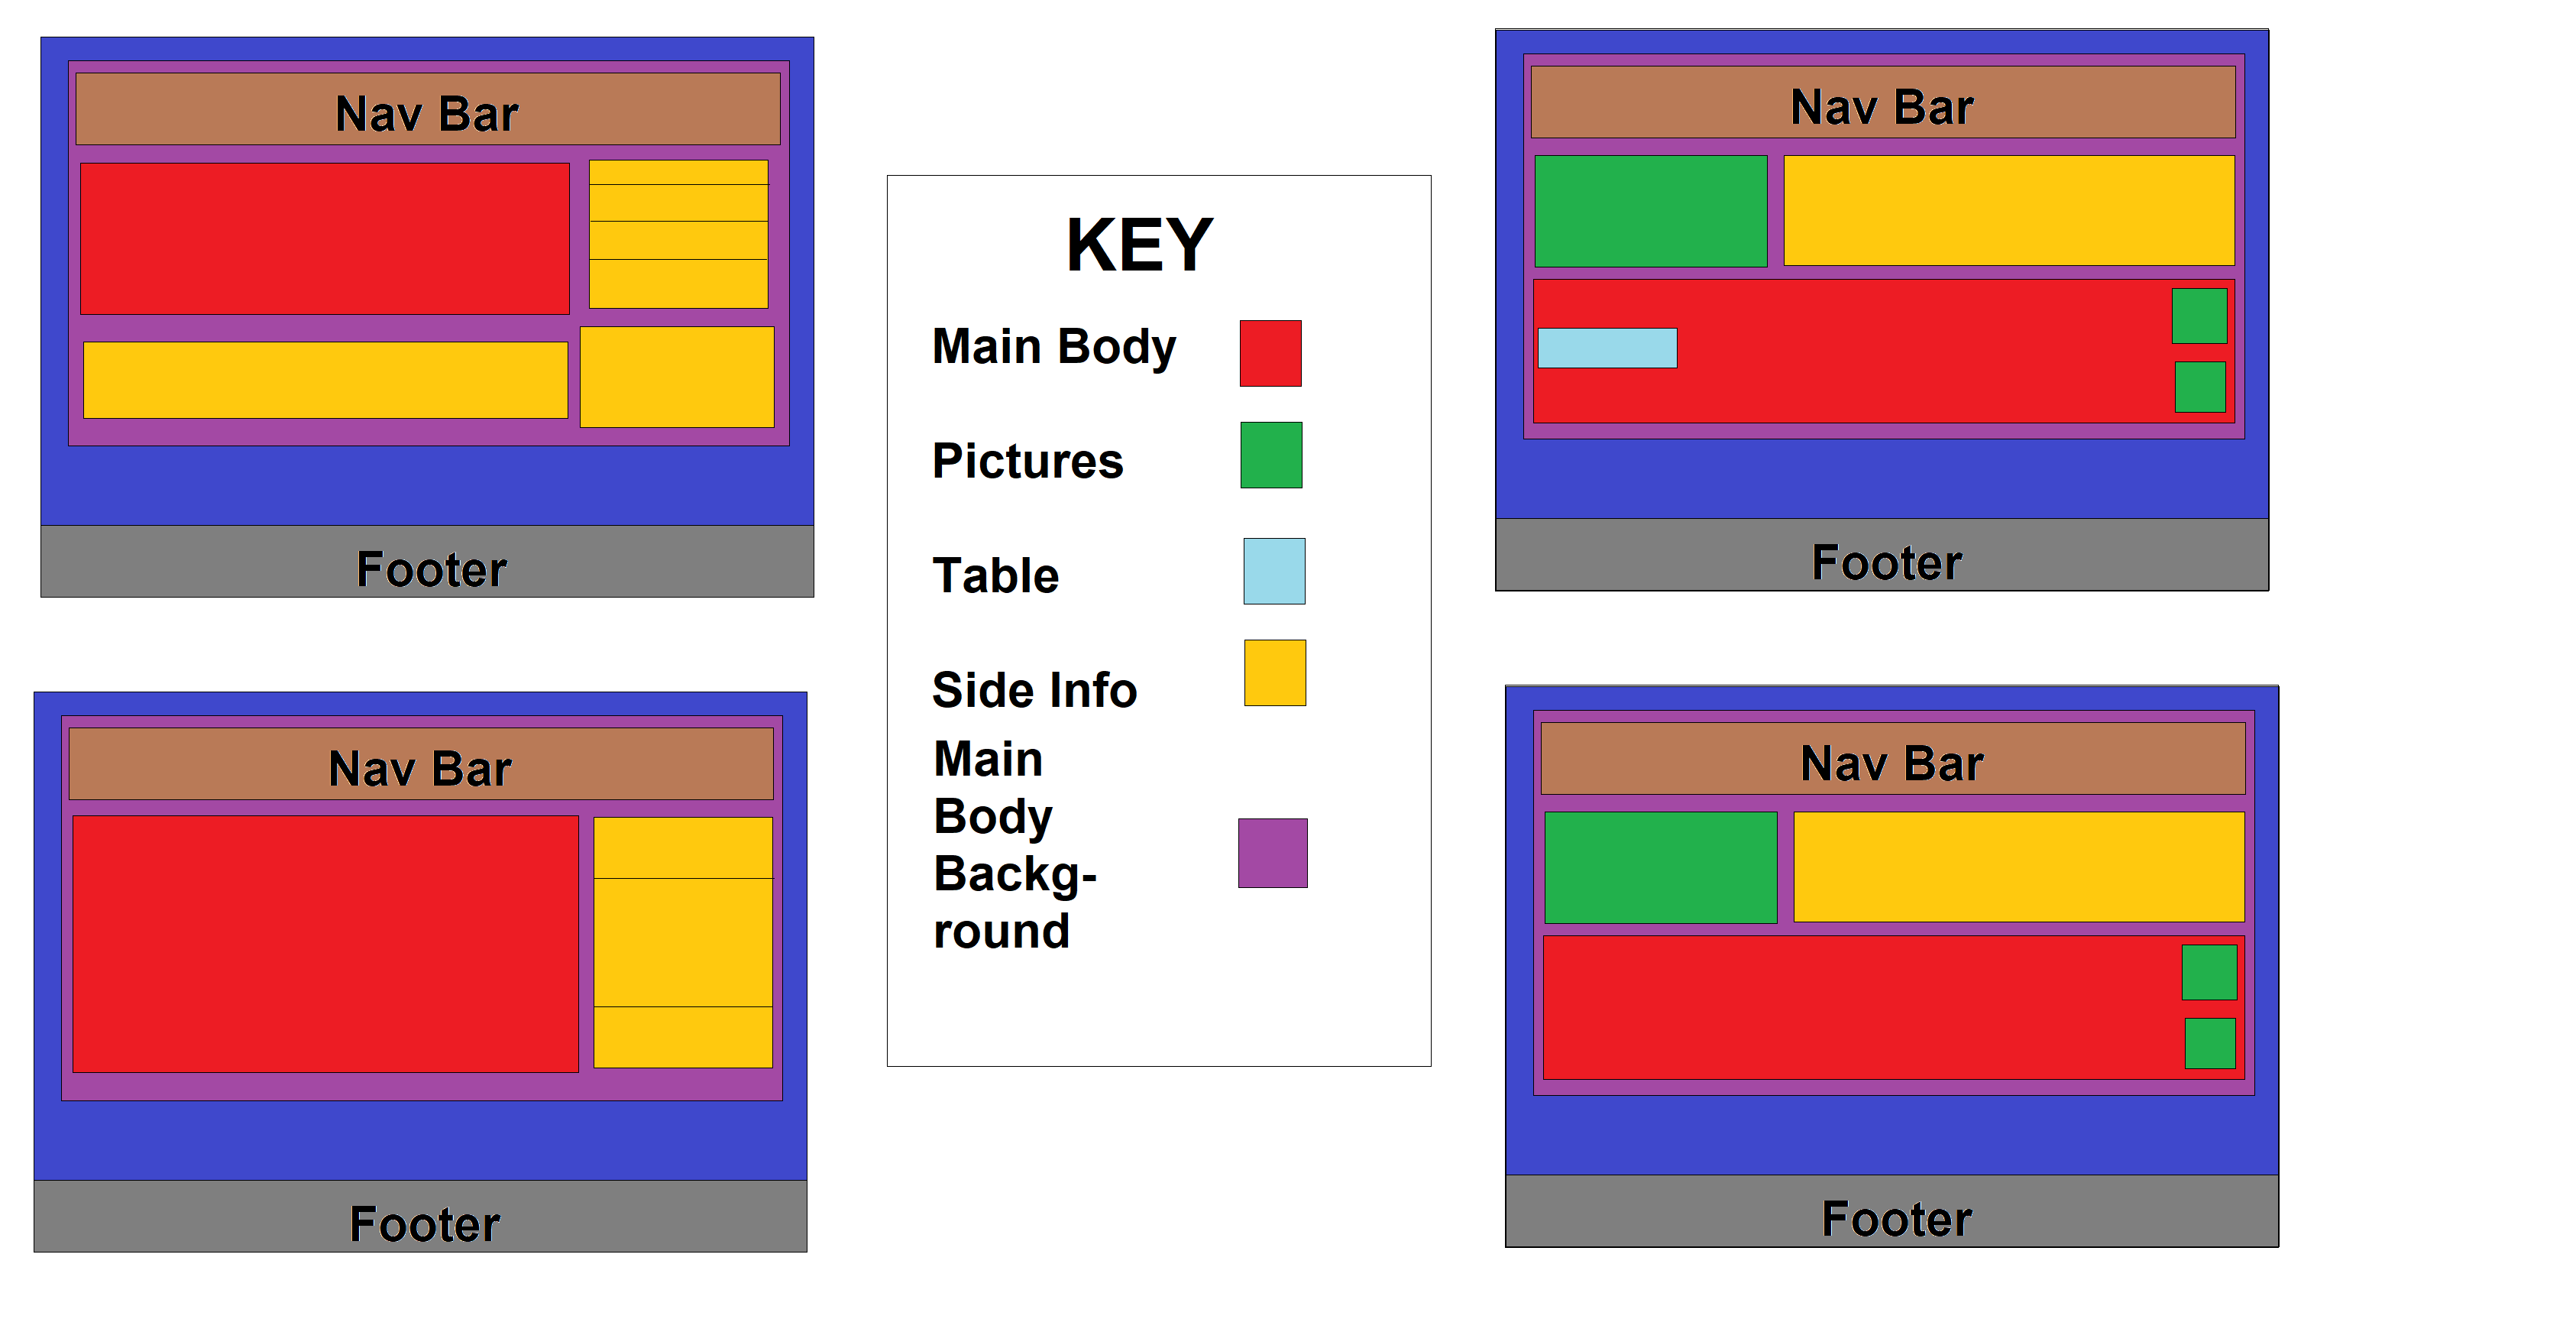 Nav Bar
Footer
Nav Bar
Footer
KEY
Main Body
Pictures
Table
Side Info
Main
Body
Backg-
round
Nav Bar
Footer
Nav Bar
Footer